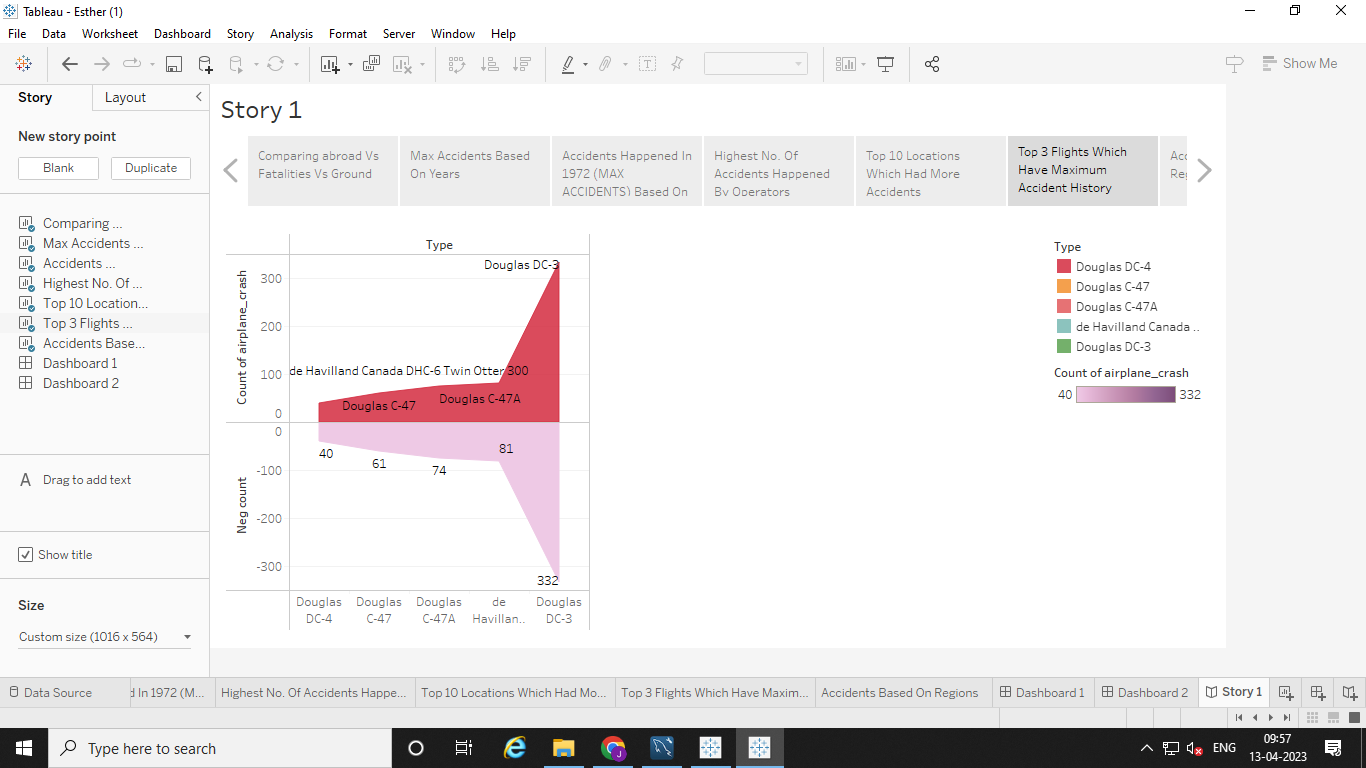 Tableau - Esther (1)
File Data Worksheet Dashboard Story Analysis Format Server Window Help
Show Me
Story Layout
New story point
Blank Duplicate
Comparing ...
Max Accidents ...
Accidents ...
Highest No. Of ...
Top 10 Location...
Top 3 Flights ...
Accidents Base...
Dashboard 1
Dashboard 2
A Drag to add text
Show title
Size
Custom size (1016 x 564)
Story 1
Comparing abroad Vs
Fatalities Vs Ground
Max Accidents Based
On Years
Accidents Happened In
1972 (MAX
ACCIDENTS) Based On
Highest No. Of
Accidents Happened
By Operators
Top 10 Locations
Which Had More
Accidents
Top 3 Flights Which
Have Maximum
Accident History
Acc
Reg
Type
Count of airplane_crash
300
200
100
0
Douglas DC-3
de Havilland Canada DHC-6 Twin Otter 300
Douglas C-47
Douglas C-47A
Neg count
0
-100
-200
-300
40
61
74
81
332
Douglas
DC-4
Douglas
C-47
Douglas
C-47A
de
Havillan..
Douglas
DC-3
Type
Douglas DC-4
Douglas C-47
Douglas C-47A
de Havilland Canada ..
Douglas DC-3
Count of airplane_crash
40 332
Data Source d In 1972 (M... Highest No. Of Accidents Happe... Top 10 Locations Which Had Mo... Top 3 Flights Which Have Maxim... Accidents Based On Regions Dashboard 1 Dashboard 2 Story 1
Type here to search
ENG
09:57
13-04-2023